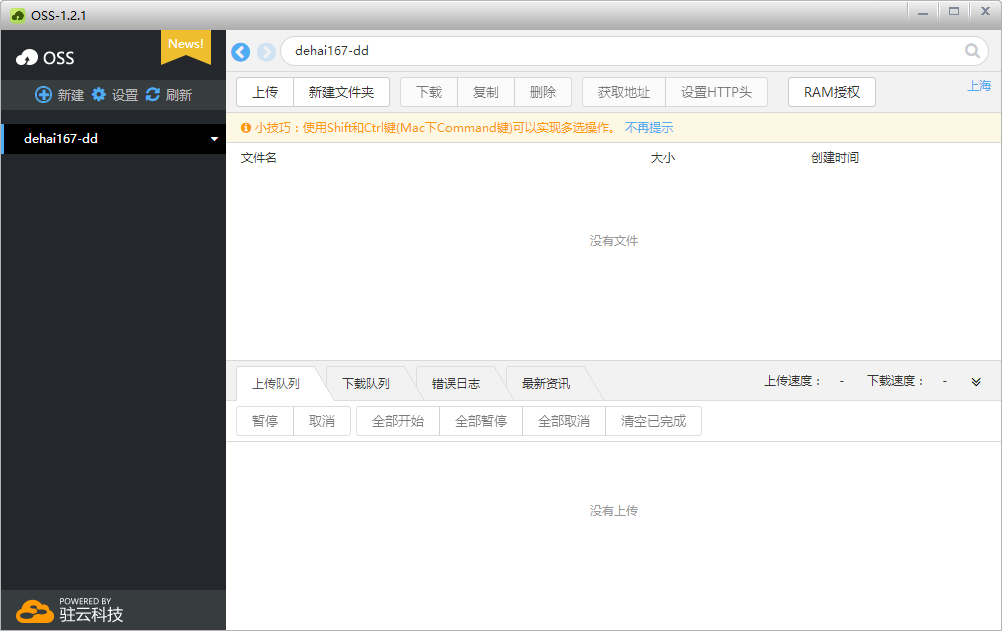 OSS-1.2.1
OSS
News!
新建 设置 刷新
dehai167-dd
dehai167-dd
上传 新建文件夹 下载 复制 删除 获取地址 设置HTTP头 RAM授权 上海
小技巧：使用Shift和Ctrl键(Mac下Command键)可以实现多选操作。 不再提示
文件名 大小 创建时间
没有文件
上传队列 下载队列 错误日志 最新资讯 上传速度： - 下载速度： -
暂停 取消 全部开始 全部暂停 全部取消 清空已完成
没有上传
POWERED BY
驻云科技